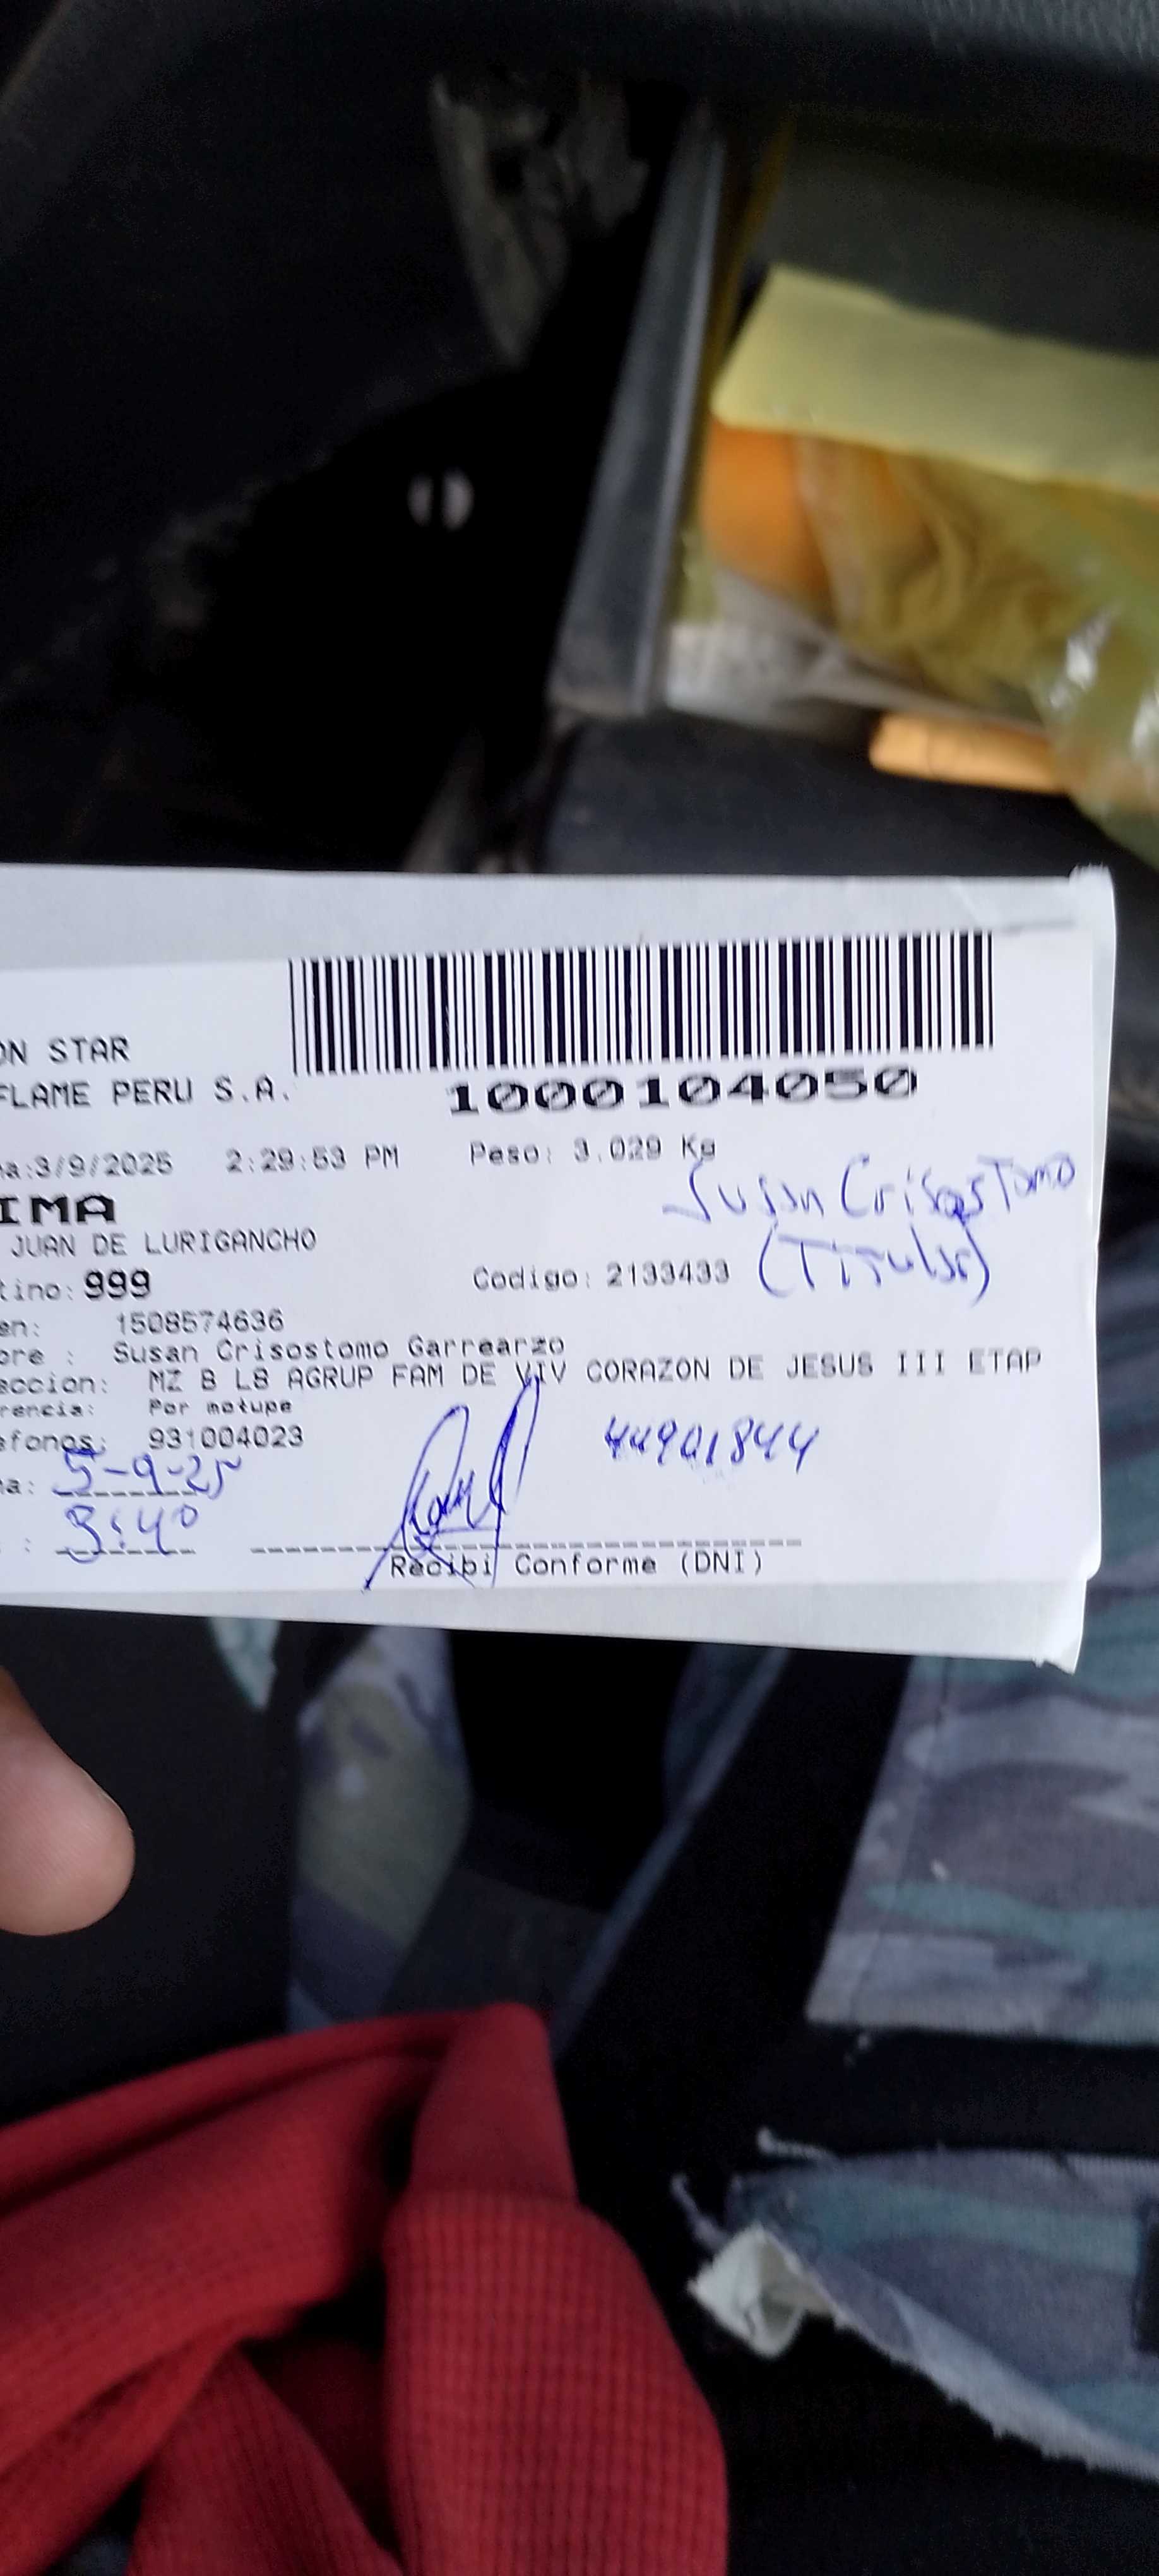 ON STAR
FLAME PERU S.A.
1000104050
a:3/9/2025 2:29:53 PM Peso: 3.029 Kg
IMA
Susan Crisostomo
JUAN DE LURIGANCHO
(Titular)
tino: 999 Codigo: 2133433
en: 1508574636
bre : Susan Crisostomo Garrearzo
eccion: MZ B L8 AGRUP FAM DE VIV CORAZON DE JESUS III ETAP
rencia: Por motupe
efonos: 931004023
44901844
ha: 5-9-25
: 3:40
Recibi Conforme (DNI)